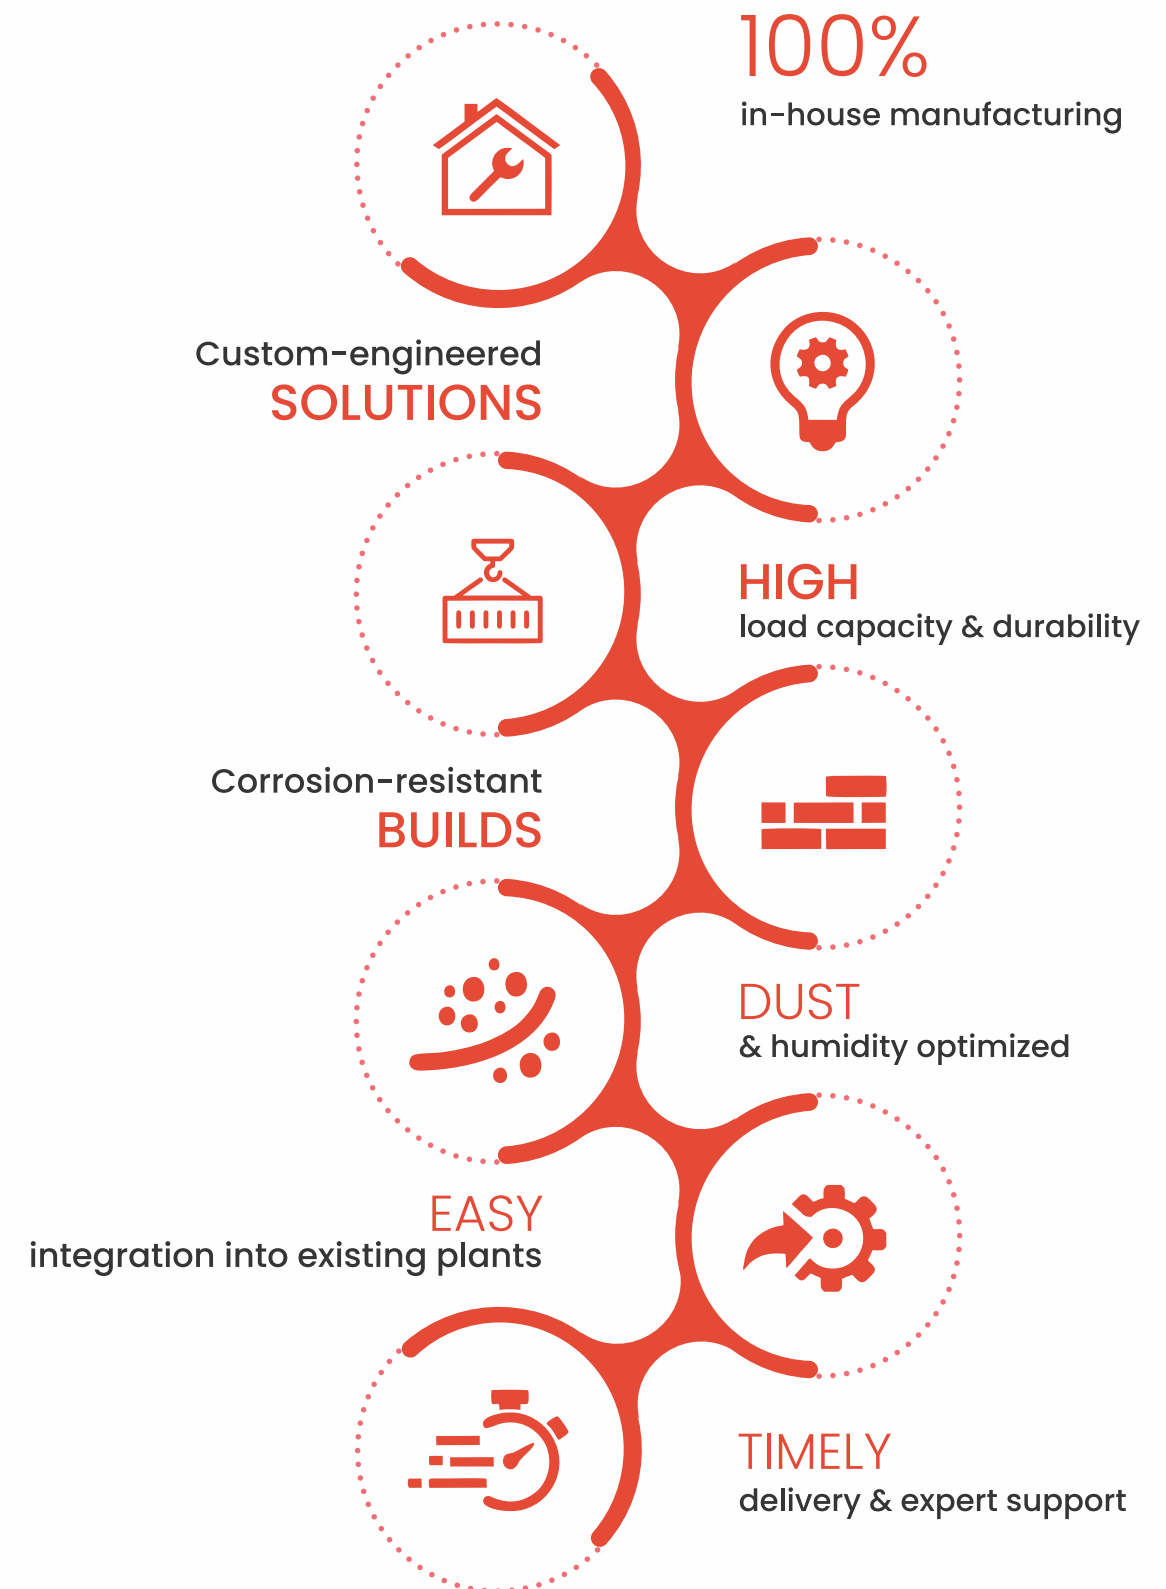 100%
in-house manufacturing
Custom-engineered
SOLUTIONS
HIGH
load capacity & durability
Corrosion-resistant
BUILDS
DUST
& humidity optimized
EASY
integration into existing plants
TIMELY
delivery & expert support